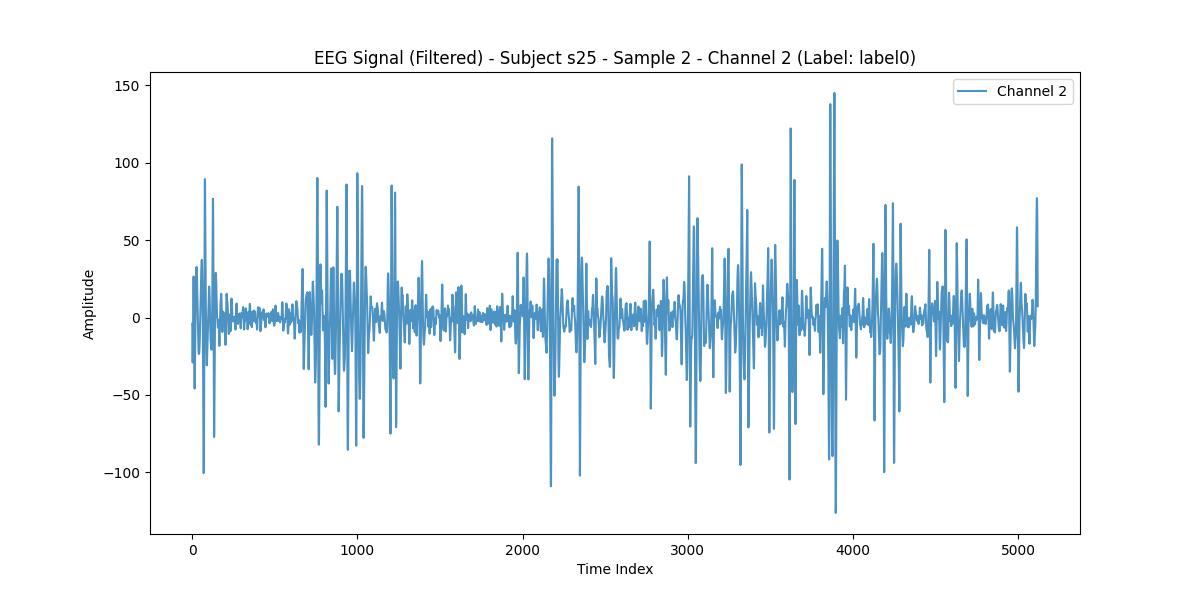 EEG Signal (Filtered) - Subject s25 - Sample 2 - Channel 2 (Label: label0)
Channel 2
150
100
50
0
−50
−100
Amplitude
0 1000 2000 3000 4000 5000
Time Index